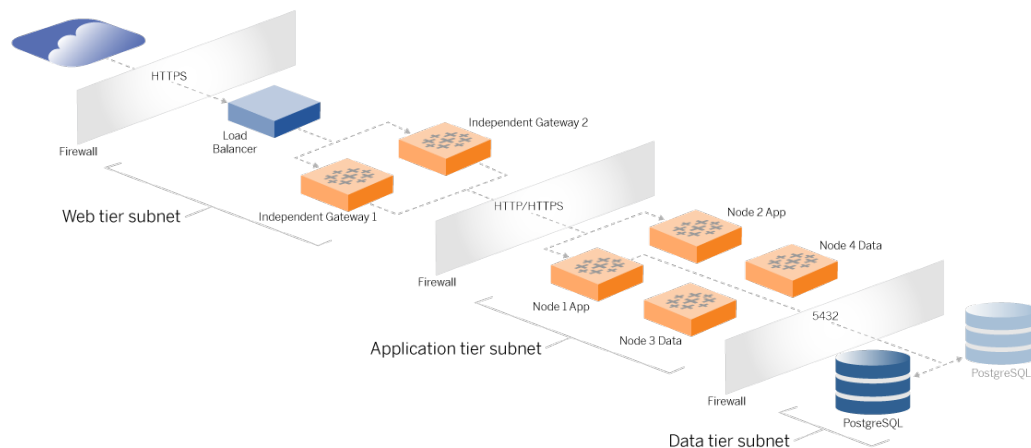 HTTPS
Firewall
Load
Balancer
Independent Gateway 2
Independent Gateway 1
Web tier subnet
HTTP/HTTPS
Firewall
Node 2 App
Node 4 Data
Node 1 App
Node 3 Data
Application tier subnet
5432
Firewall
PostgreSQL
PostgreSQL
Data tier subnet